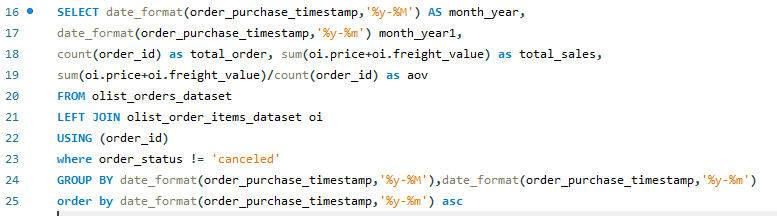 16 SELECT date_format(order_purchase_timestamp,'%y-%M') AS month_year,
17 date_format(order_purchase_timestamp,'%y-%m') month_year1,
18 count(order_id) as total_order, sum(oi.price+oi.freight_value) as total_sales,
19 sum(oi.price+oi.freight_value)/count(order_id) as aov
20 FROM olist_orders_dataset
21 LEFT JOIN olist_order_items_dataset oi
22 USING (order_id)
23 where order_status != 'canceled'
24 GROUP BY date_format(order_purchase_timestamp,'%y-%M'),date_format(order_purchase_timestamp,'%y-%m')
25 order by date_format(order_purchase_timestamp,'%y-%m') asc